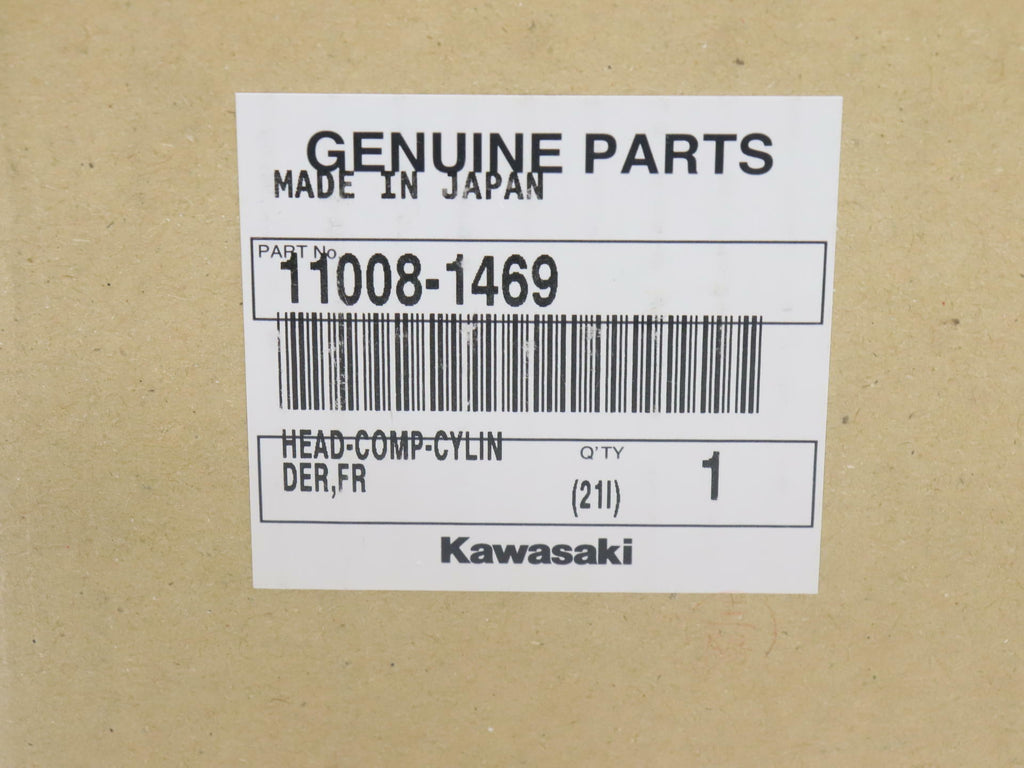 GENUINE PARTS
MADE IN JAPAN
PART No.
11008-1469
HEAD-COMP-CYLIN
DER,FR
Q'TY
(21I)
1
Kawasaki